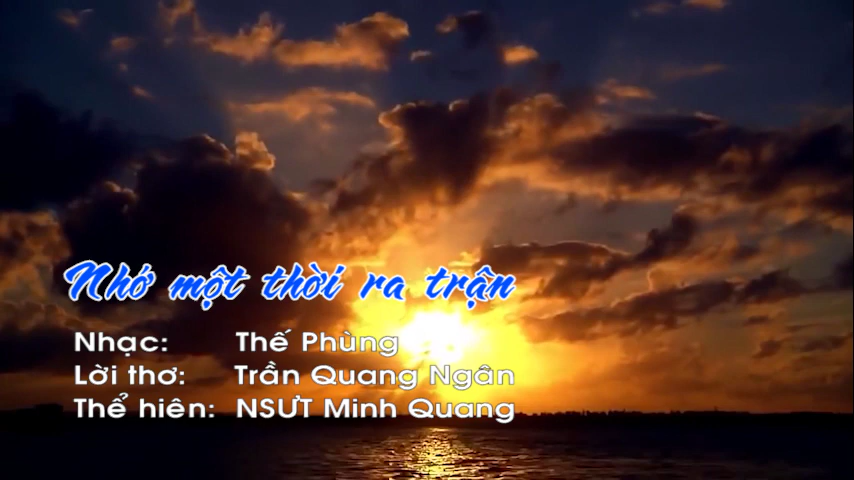 Nhớ một thời ra trận
Nhạc: Thế Phùng
Lời thơ: Trần Quang Ngân
Thể hiện: NSƯT Minh Quang